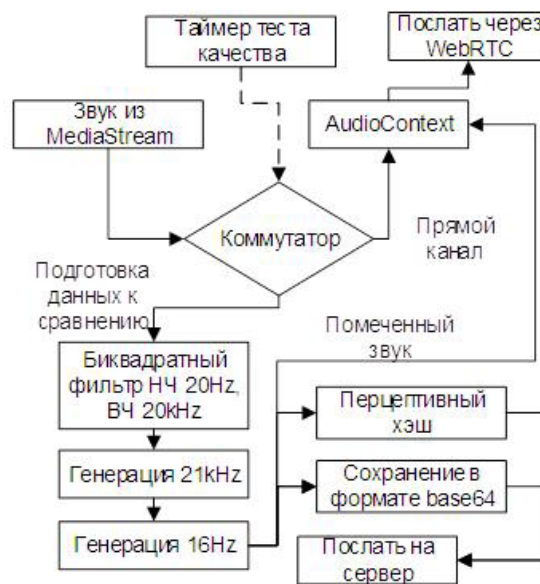 Таймер теста
качества
Послать через
WebRTC
Звук из
MediaStream
AudioContext
Коммутатор
Прямой
канал
Подготовка
данных к
сравнению
Помеченный
звук
Биквадратный
фильтр НЧ 20Hz,
ВЧ 20kHz
Перцептивный
хэш
Генерация 21kHz
Сохранение в
формате base64
Генерация 16Hz
Послать на
сервер